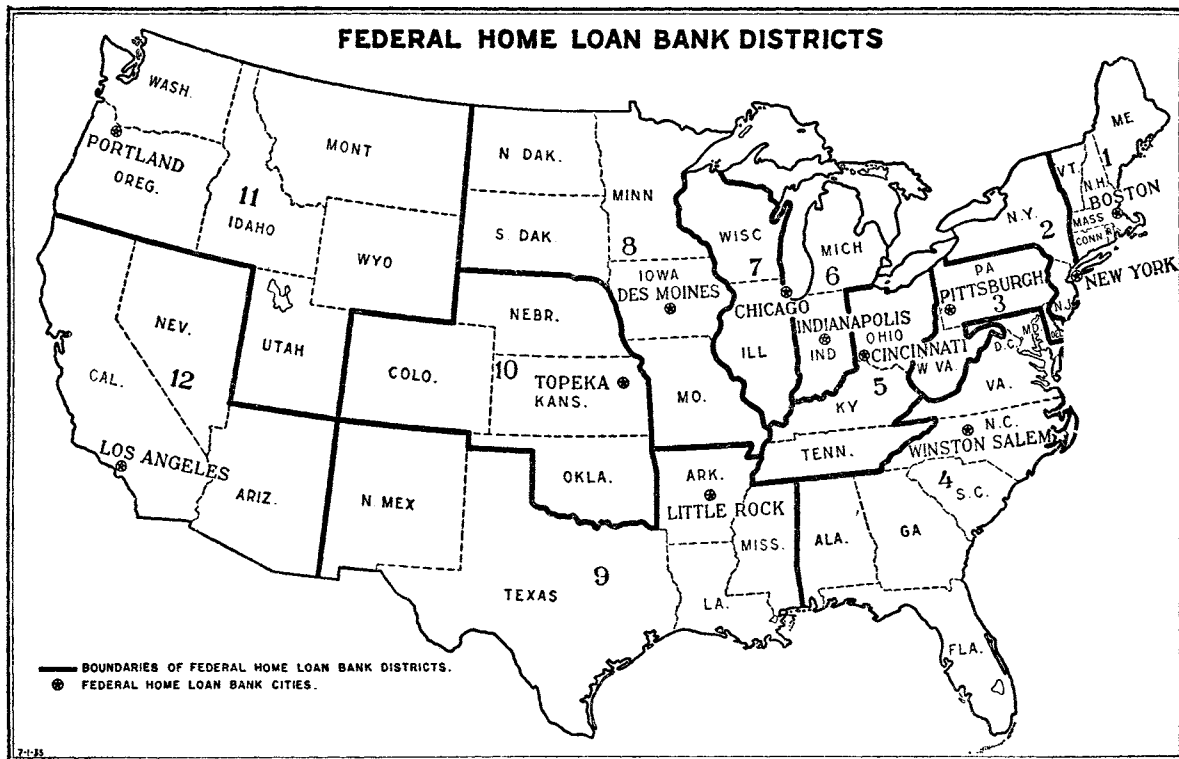 FEDERAL HOME LOAN BANK DISTRICTS
WASH.
PORTLAND
OREG.
11
IDAHO
MONT
WYO
N DAK.
S. DAK.
MINN
8
IOWA
DES MOINES
WISC
7
MICH
6
CHICAGO
ILL
INDIANAPOLIS
IND
OHIO
CINCINNATI
5
KY
TENN.
W VA.
PA
PITTSBURGH
3
N.Y.
2
NEW YORK
N.J.
VT.
1
N.H.
ME
BOSTON
MASS
CONN
R.I.
DEL
MD.
D.C.
VA.
N.C.
WINSTON SALEM
4
S.C.
GA
ALA.
FLA.
MISS.
ARK.
LITTLE ROCK
LA.
9
TEXAS
OKLA.
N MEX
MO.
NEBR.
10
TOPEKA
KANS.
COLO.
UTAH
NEV.
12
CAL.
LOS ANGELES
ARIZ.
BOUNDARIES OF FEDERAL HOME LOAN BANK DISTRICTS.
FEDERAL HOME LOAN BANK CITIES.
7-1-35